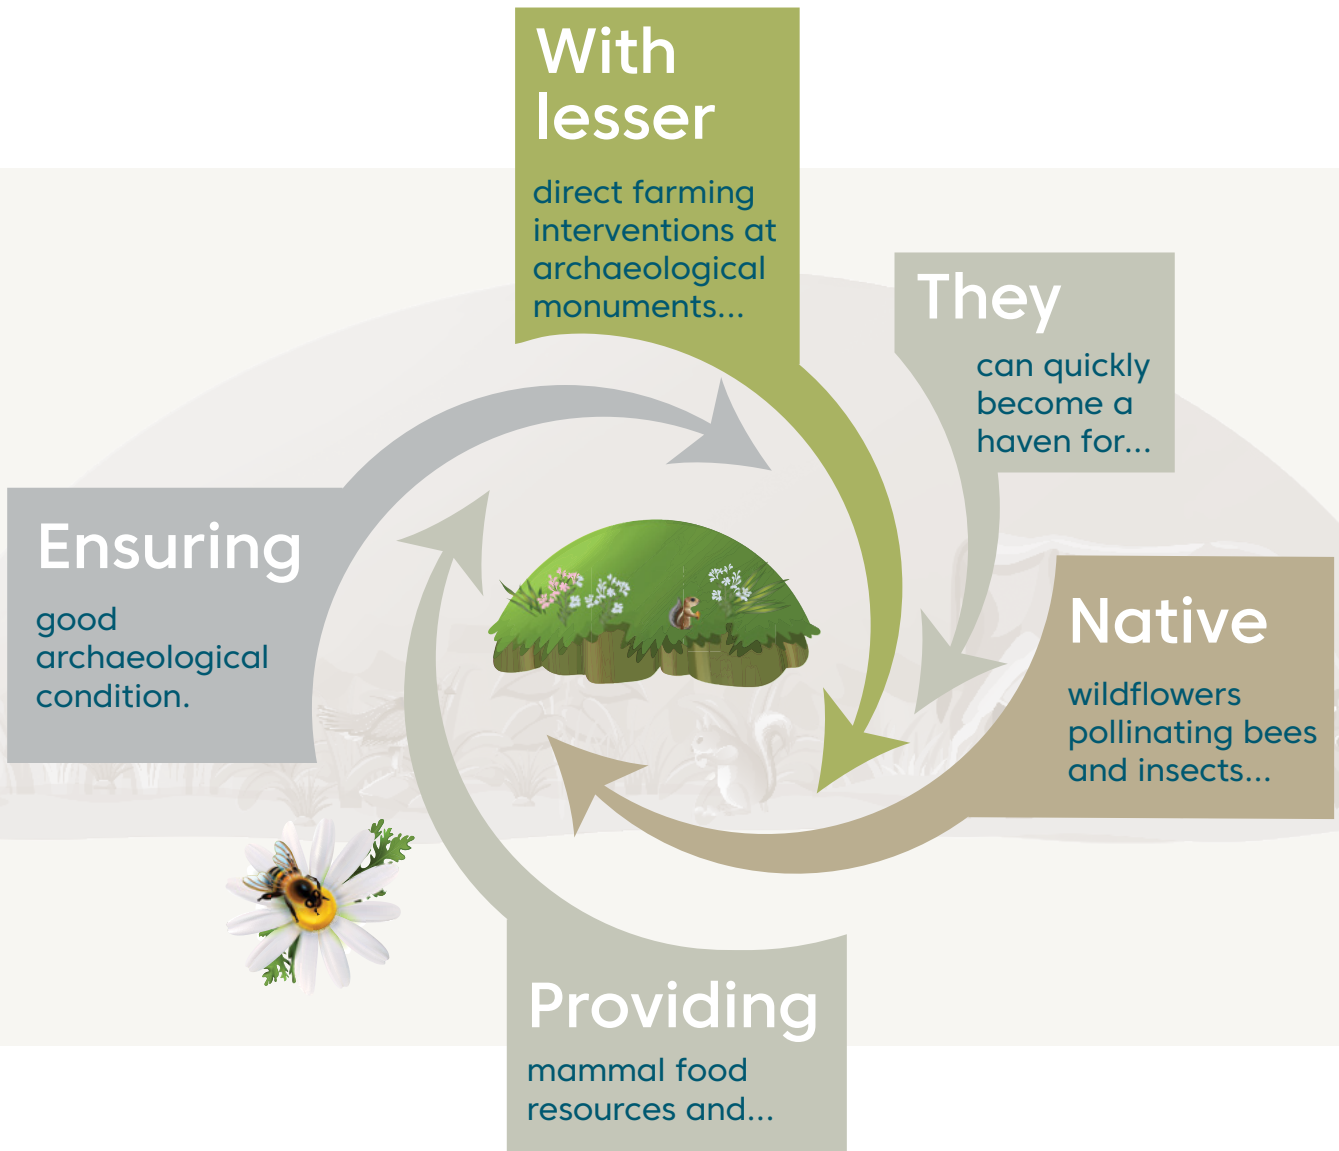 With
lesser
direct farming
interventions at
archaeological
monuments...
They
can quickly
become a
haven for...
Native
wildflowers
pollinating bees
and insects...
Providing
mammal food
resources and...
Ensuring
good
archaeological
condition.